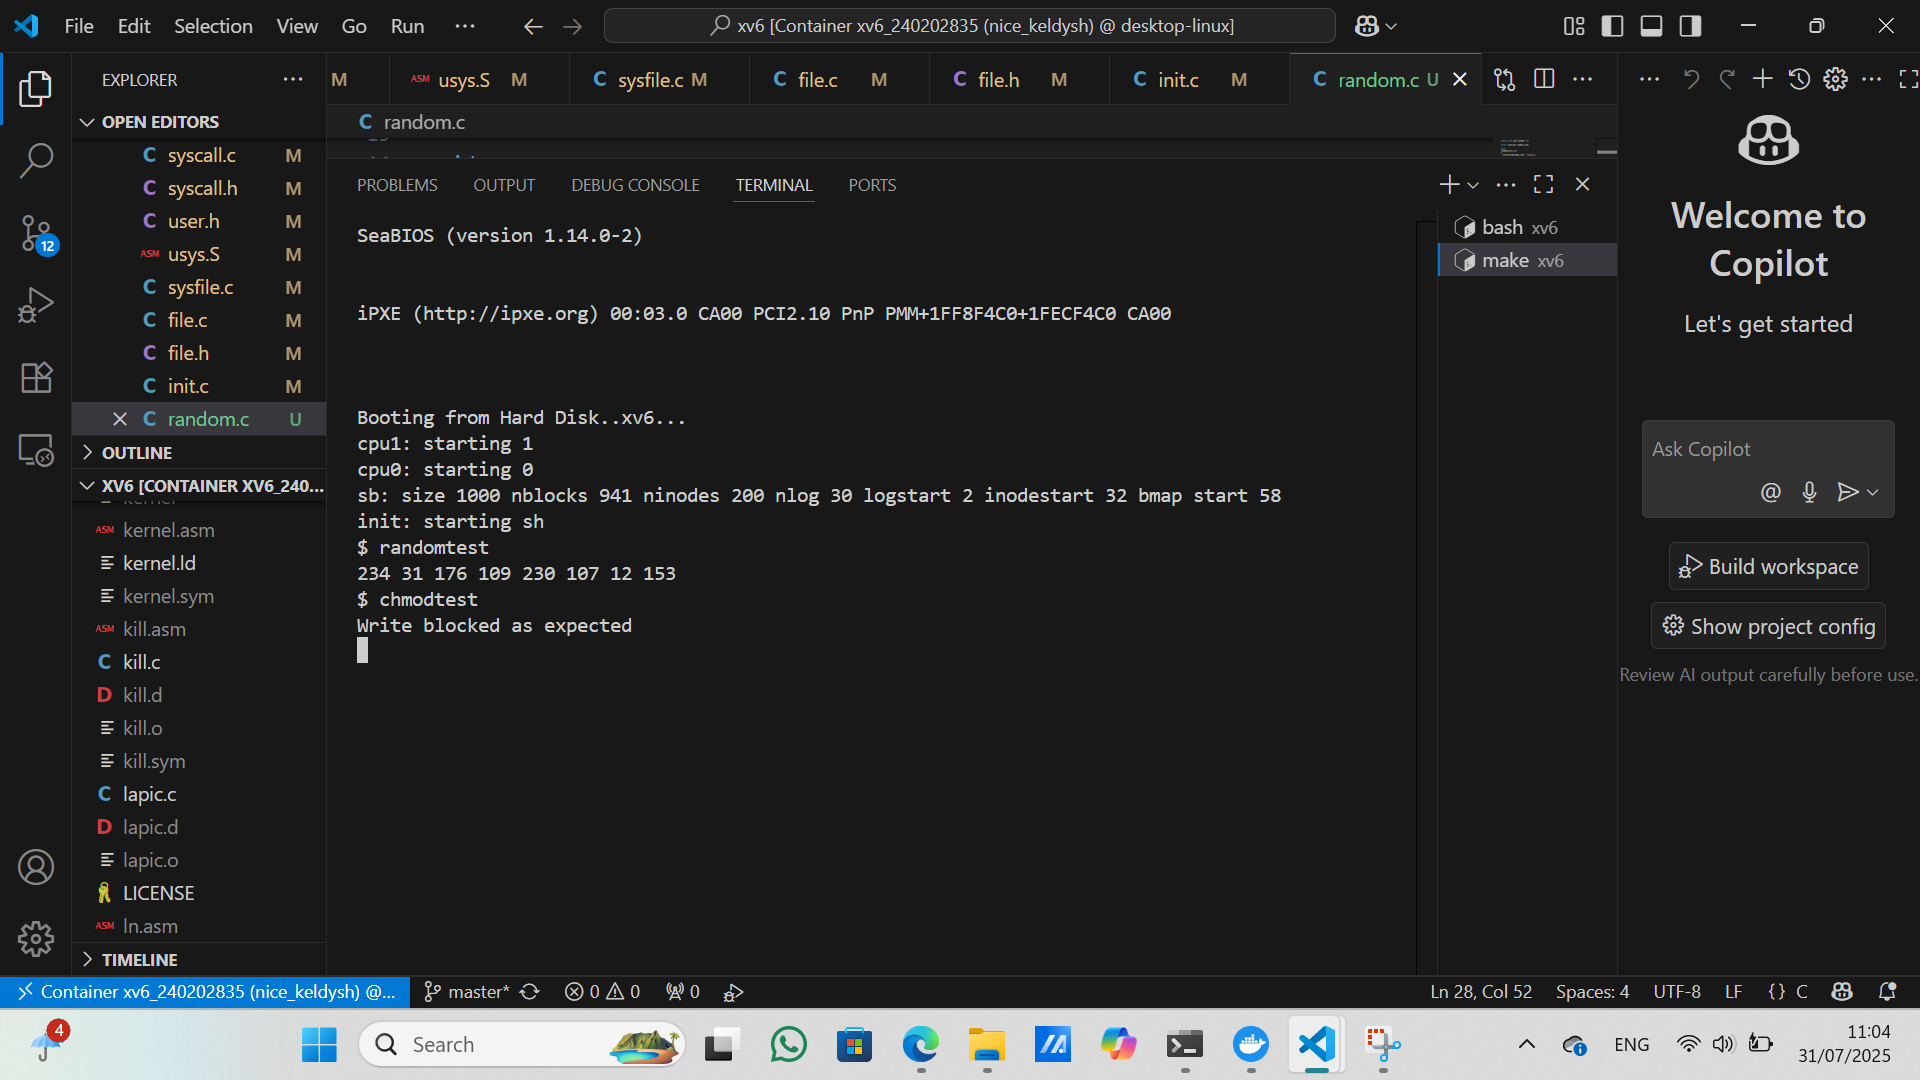 File Edit Selection View Go Run ···
xv6 [Container xv6_240202835 (nice_keldysh) @ desktop-linux]
EXPLORER
M
ASM usys.S M
C sysfile.c M
C file.c M
C file.h M
C init.c M
C random.c U
OPEN EDITORS
C syscall.c M
C syscall.h M
C user.h M
ASM usys.S M
C sysfile.c M
C file.c M
C file.h M
C init.c M
C random.c U
OUTLINE
XV6 [CONTAINER XV6_240...
ASM kernel.asm
kernel.ld
kernel.sym
ASM kill.asm
C kill.c
D kill.d
kill.o
kill.sym
C lapic.c
D lapic.d
lapic.o
LICENSE
ASM ln.asm
TIMELINE
12
C random.c
PROBLEMS OUTPUT DEBUG CONSOLE TERMINAL PORTS
SeaBIOS (version 1.14.0-2)
iPXE (http://ipxe.org) 00:03.0 CA00 PCI2.10 PnP PMM+1FF8F4C0+1FECF4C0 CA00
Booting from Hard Disk..xv6...
cpu1: starting 1
cpu0: starting 0
sb: size 1000 nblocks 941 ninodes 200 nlog 30 logstart 2 inodestart 32 bmap start 58
init: starting sh
$ randomtest
234 31 176 109 230 107 12 153
$ chmodtest
Write blocked as expected
bash xv6
make xv6
Welcome to
Copilot
Let's get started
Ask Copilot
@
Build workspace
Show project config
Review AI output carefully before use.
Container xv6_240202835 (nice_keldysh) @...
master*
0 0
0
Ln 28, Col 52
Spaces: 4
UTF-8
LF
{ } C
4
Search
ENG
11:04
31/07/2025